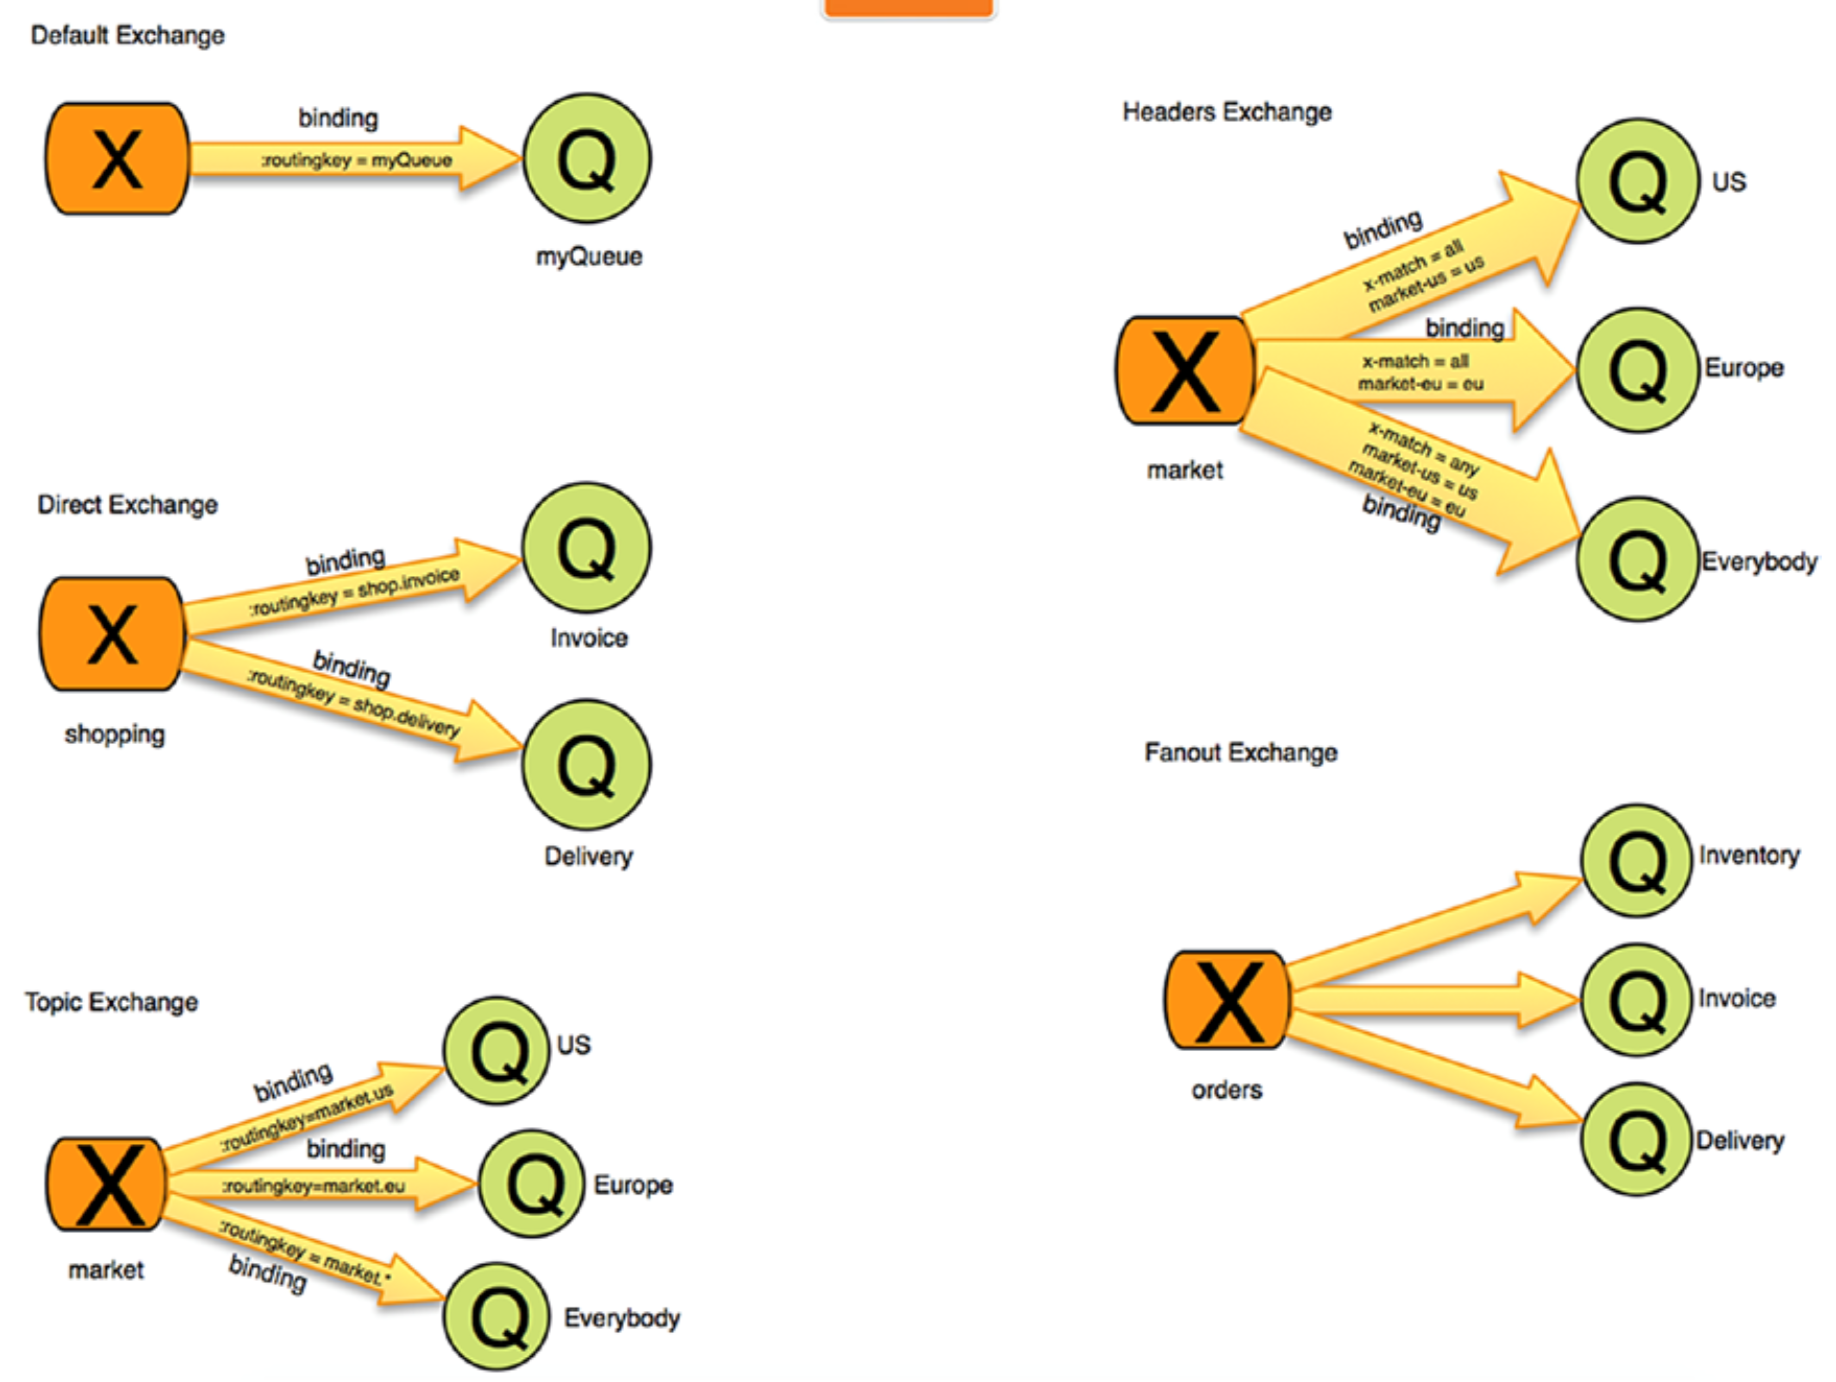 Default Exchange
X
binding
:routingkey = myQueue
Q
myQueue
Direct Exchange
X
shopping
binding
:routingkey = shop.invoice
Q
Invoice
binding
:routingkey = shop.delivery
Q
Delivery
Topic Exchange
X
market
binding
:routingkey=market.us
Q
US
binding
:routingkey=market.eu
Q
Europe
:routingkey = market.*
binding
Q
Everybody
Headers Exchange
X
market
binding
x-match = all
market-us = us
Q
US
binding
x-match = all
market-eu = eu
Q
Europe
x-match = any
market-us = us
market-eu = eu
binding
Q
Everybody
Fanout Exchange
X
orders
Q
Inventory
Q
Invoice
Q
Delivery